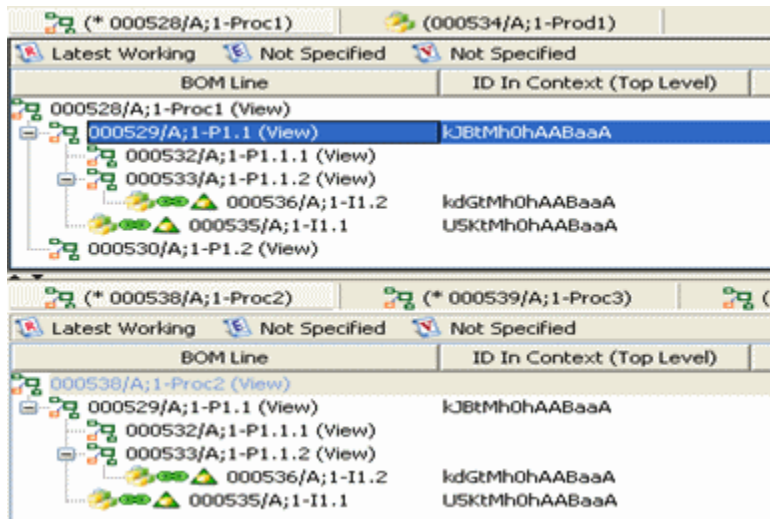 (* 000528/A;1-Proc1) (000534/A;1-Prod1)
Latest Working Not Specified Not Specified
BOM Line ID In Context (Top Level)
000528/A;1-Proc1 (View)
000529/A;1-P1.1 (View) kJBtMh0hAABaaA
000532/A;1-P1.1.1 (View)
000533/A;1-P1.1.2 (View)
000536/A;1-I1.2 kdGtMh0hAABaaA
000535/A;1-I1.1 U5KtMh0hAABaaA
000530/A;1-P1.2 (View)
(* 000538/A;1-Proc2) (* 000539/A;1-Proc3) (
Latest Working Not Specified Not Specified
BOM Line ID In Context (Top Level)
000538/A;1-Proc2 (View)
000529/A;1-P1.1 (View) kJBtMh0hAABaaA
000532/A;1-P1.1.1 (View)
000533/A;1-P1.1.2 (View)
000536/A;1-I1.2 kdGtMh0hAABaaA
000535/A;1-I1.1 U5KtMh0hAABaaA